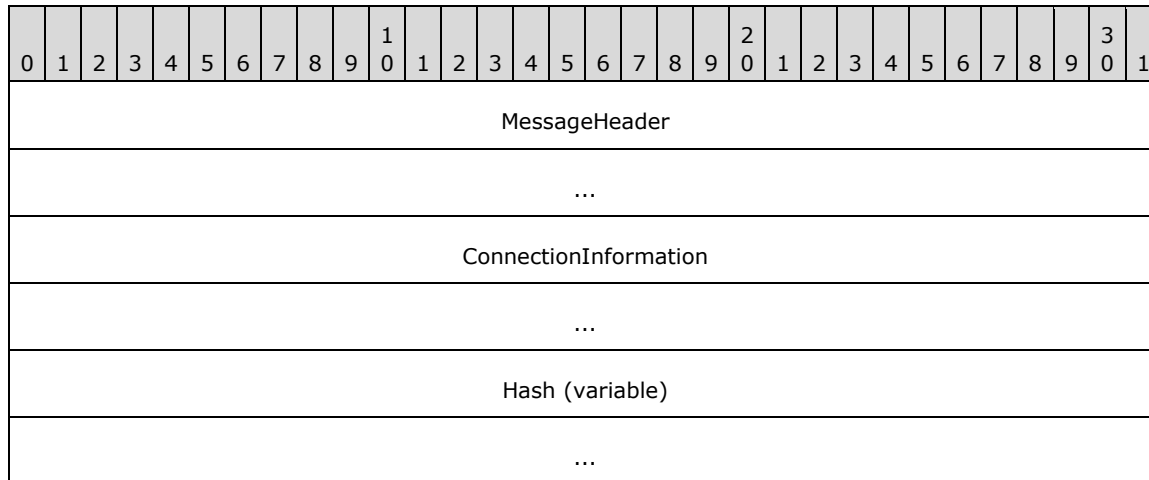 1 2 3
0 1 2 3 4 5 6 7 8 9 0 1 2 3 4 5 6 7 8 9 0 1 2 3 4 5 6 7 8 9 0 1
MessageHeader
...
ConnectionInformation
...
Hash (variable)
...